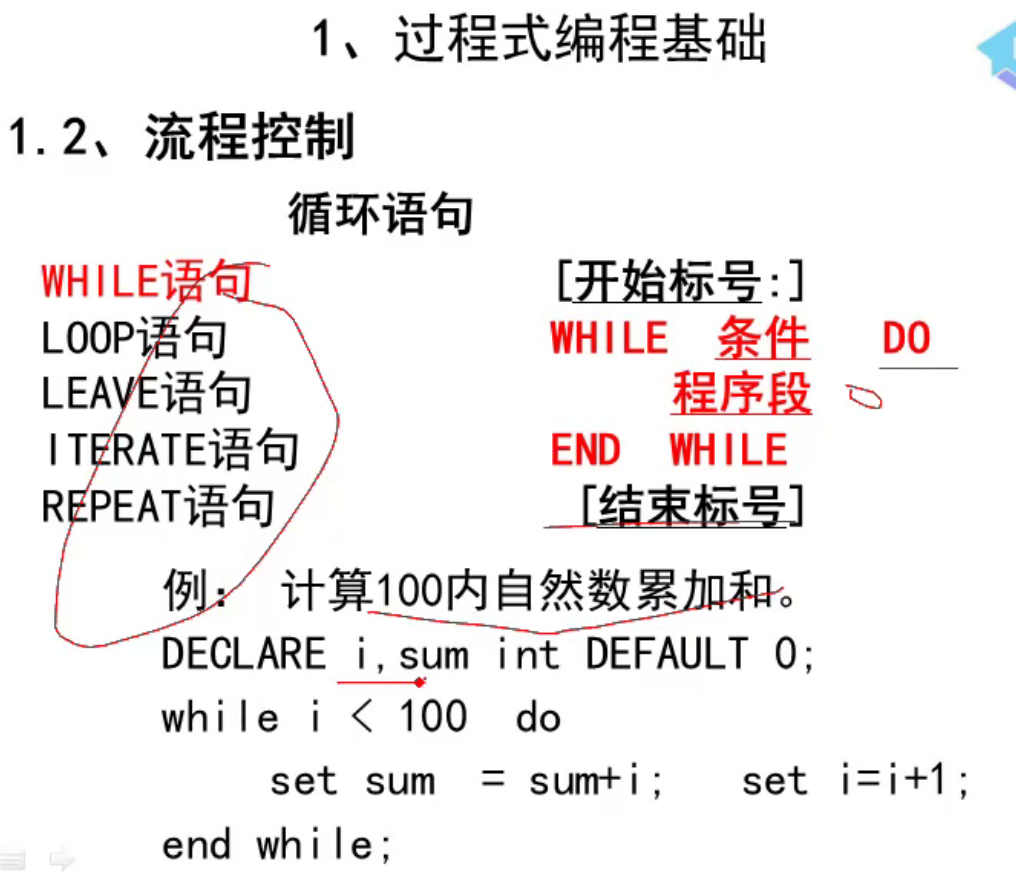 1、过程式编程基础
1.2、流程控制
循环语句
WHILE语句
LOOP语句
LEAVE语句
ITERATE语句
REPEAT语句
[开始标号:]
WHILE 条件 DO
程序段
END WHILE
[结束标号]
例： 计算100内自然数累加和。
DECLARE i,sum int DEFAULT 0;
while i < 100 do
set sum = sum+i; set i=i+1;
end while;